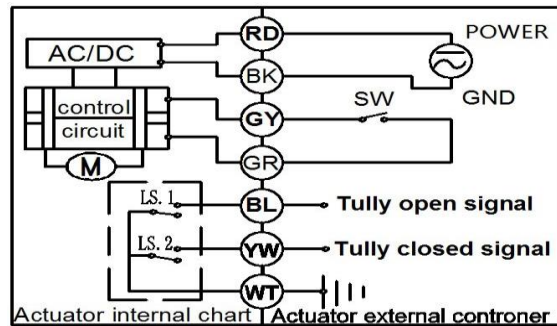 RD
POWER
AC/DC
BK
GND
control
circuit
GY
SW
M
GR
LS. 1
BL
Tully open signal
LS. 2
YW
Tully closed signal
WT
Actuator internal chart
Actuator external controner